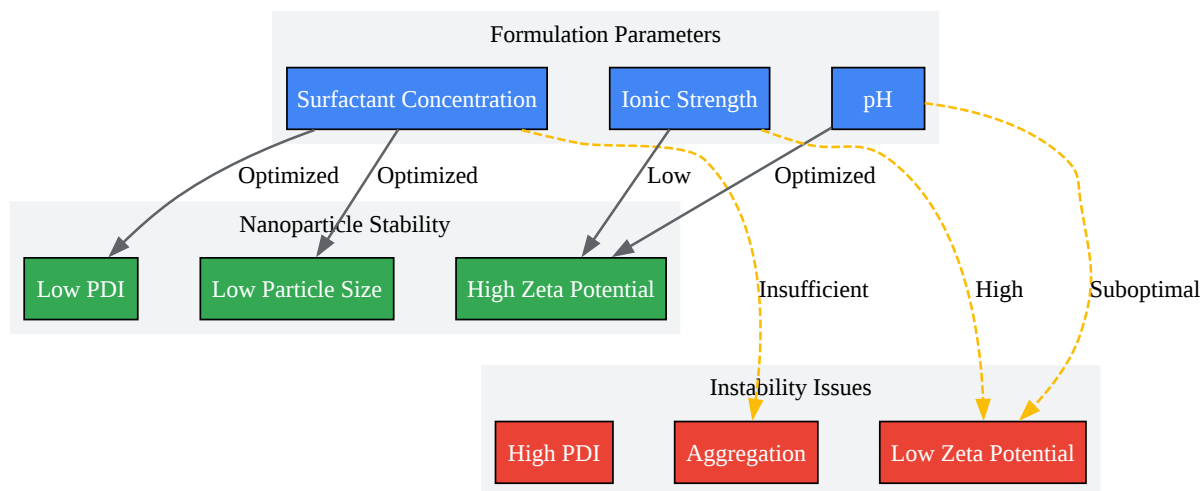 Formulation Parameters
Surfactant Concentration
Ionic Strength
pH
Optimized
Optimized
Low
Optimized
Nanoparticle Stability
Low PDI
Low Particle Size
High Zeta Potential
Insufficient
High
Suboptimal
Instability Issues
High PDI
Aggregation
Low Zeta Potential